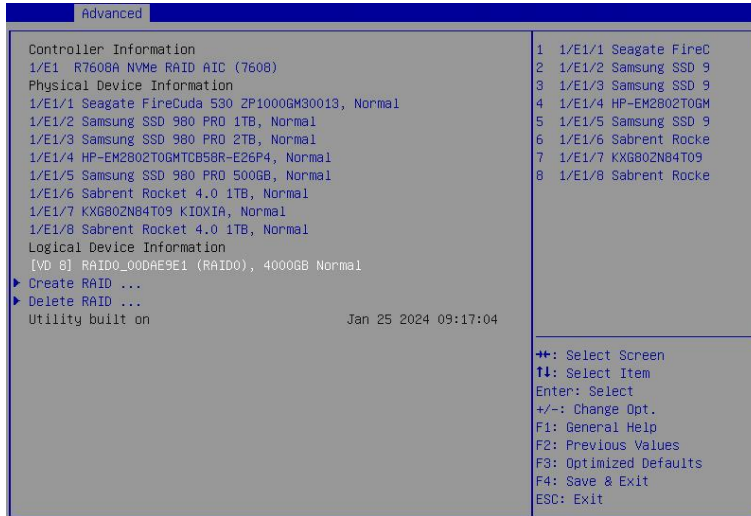 Advanced
Controller Information
1/E1 R7608A NVMe RAID AIC (7608)
Physical Device Information
1/E1/1 Seagate FireCuda 530 ZP1000GM30013, Normal
1/E1/2 Samsung SSD 980 PRO 1TB, Normal
1/E1/3 Samsung SSD 980 PRO 2TB, Normal
1/E1/4 HP-EM2802TOGMTCB58R-E26P4, Normal
1/E1/5 Samsung SSD 980 PRO 500GB, Normal
1/E1/6 Sabrent Rocket 4.0 1TB, Normal
1/E1/7 KXG80ZN84T09 KIOXIA, Normal
1/E1/8 Sabrent Rocket 4.0 1TB, Normal
Logical Device Information
[VD 8] RAID0_00DAE9E1 (RAID0), 4000GB Normal
Create RAID ...
Delete RAID ...
Utility built on Jan 25 2024 09:17:04
1 1/E1/1 Seagate FireC
2 1/E1/2 Samsung SSD 9
3 1/E1/3 Samsung SSD 9
4 1/E1/4 HP-EM2802TOGM
5 1/E1/5 Samsung SSD 9
6 1/E1/6 Sabrent Rocke
7 1/E1/7 KXG80ZN84T09
8 1/E1/8 Sabrent Rocke
→←: Select Screen
↑↓: Select Item
Enter: Select
+/-: Change Opt.
F1: General Help
F2: Previous Values
F3: Optimized Defaults
F4: Save & Exit
ESC: Exit